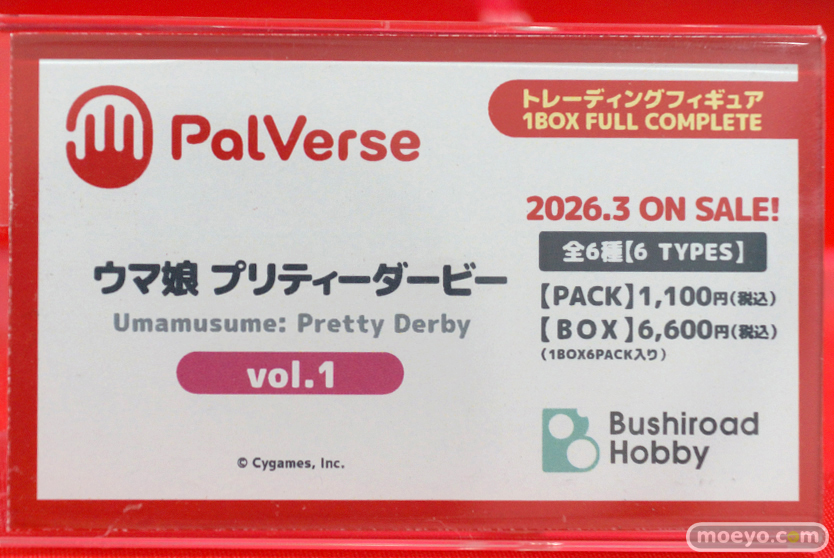 PalVerse
トレーディングフィギュア
1BOX FULL COMPLETE
2026.3 ON SALE!
全6種【6 TYPES】
【PACK】1,100円(税込)
【BOX】6,600円(税込)
(1BOX6PACK入り)
ウマ娘 プリティーダービー
Umamusume: Pretty Derby
vol.1
© Cygames, Inc.
Bushiroad
Hobby
moeyo.com